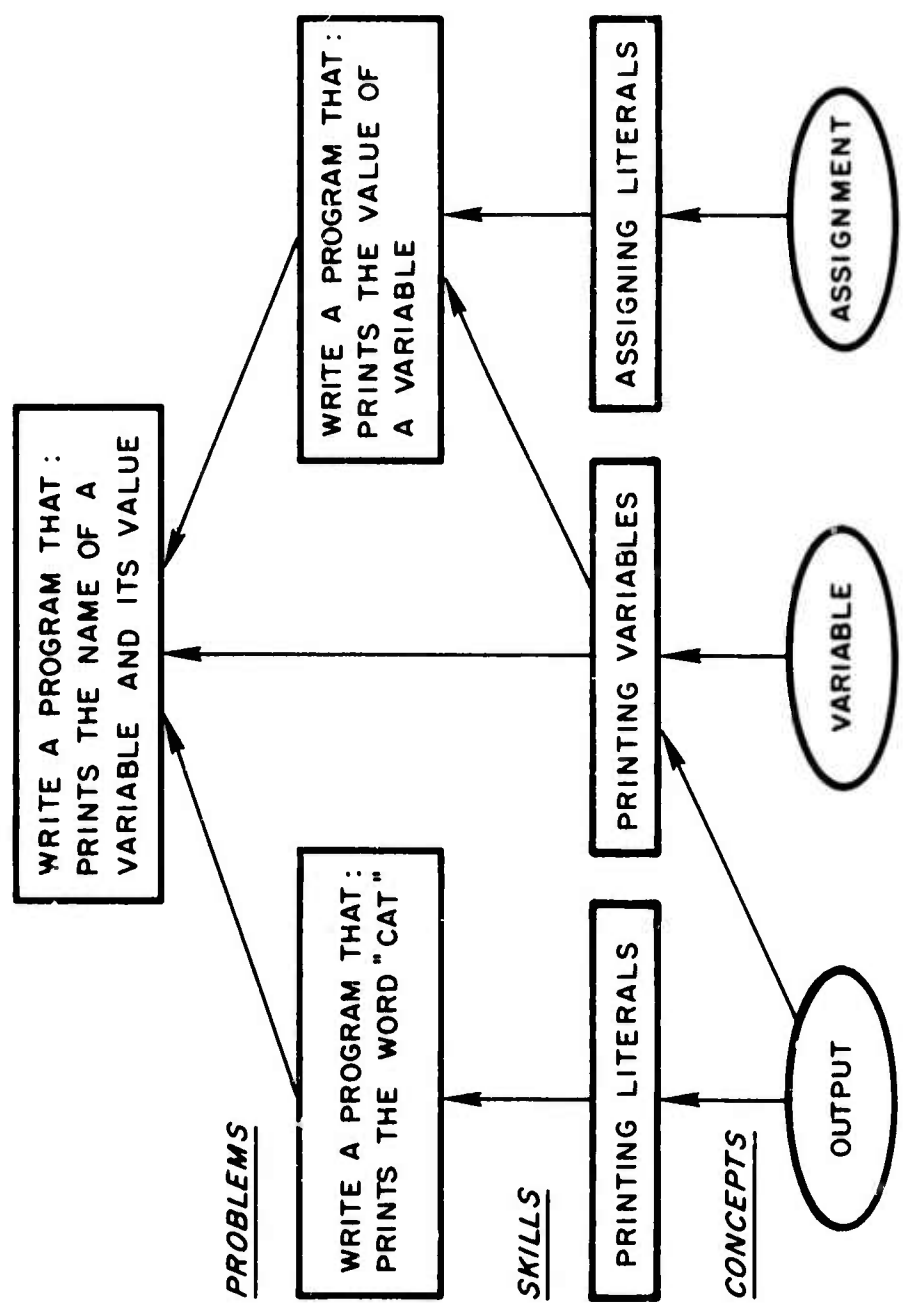 WRITE A PROGRAM THAT:
PRINTS THE NAME OF A
VARIABLE AND ITS VALUE
PROBLEMS
WRITE A PROGRAM THAT:
PRINTS THE WORD "CAT"
WRITE A PROGRAM THAT:
PRINTS THE VALUE OF
A VARIABLE
SKILLS
PRINTING LITERALS
PRINTING VARIABLES
ASSIGNING LITERALS
CONCEPTS
OUTPUT
VARIABLE
ASSIGNMENT